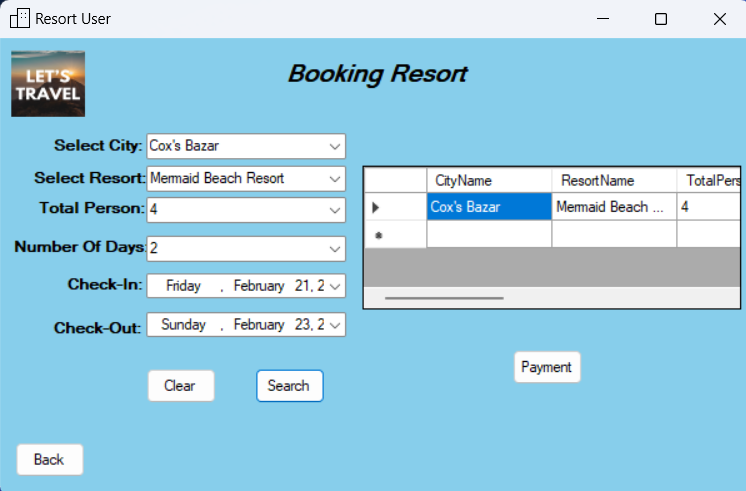 Resort User
LET'S
TRAVEL
Booking Resort
Select City: Cox's Bazar
Select Resort: Mermaid Beach Resort
Total Person: 4
Number Of Days 2
Check-In: Friday , February 21, 2
Check-Out: Sunday , February 23, 2
CityName ResortName TotalPers
Cox's Bazar Mermaid Beach ... 4
Clear Search Payment
Back